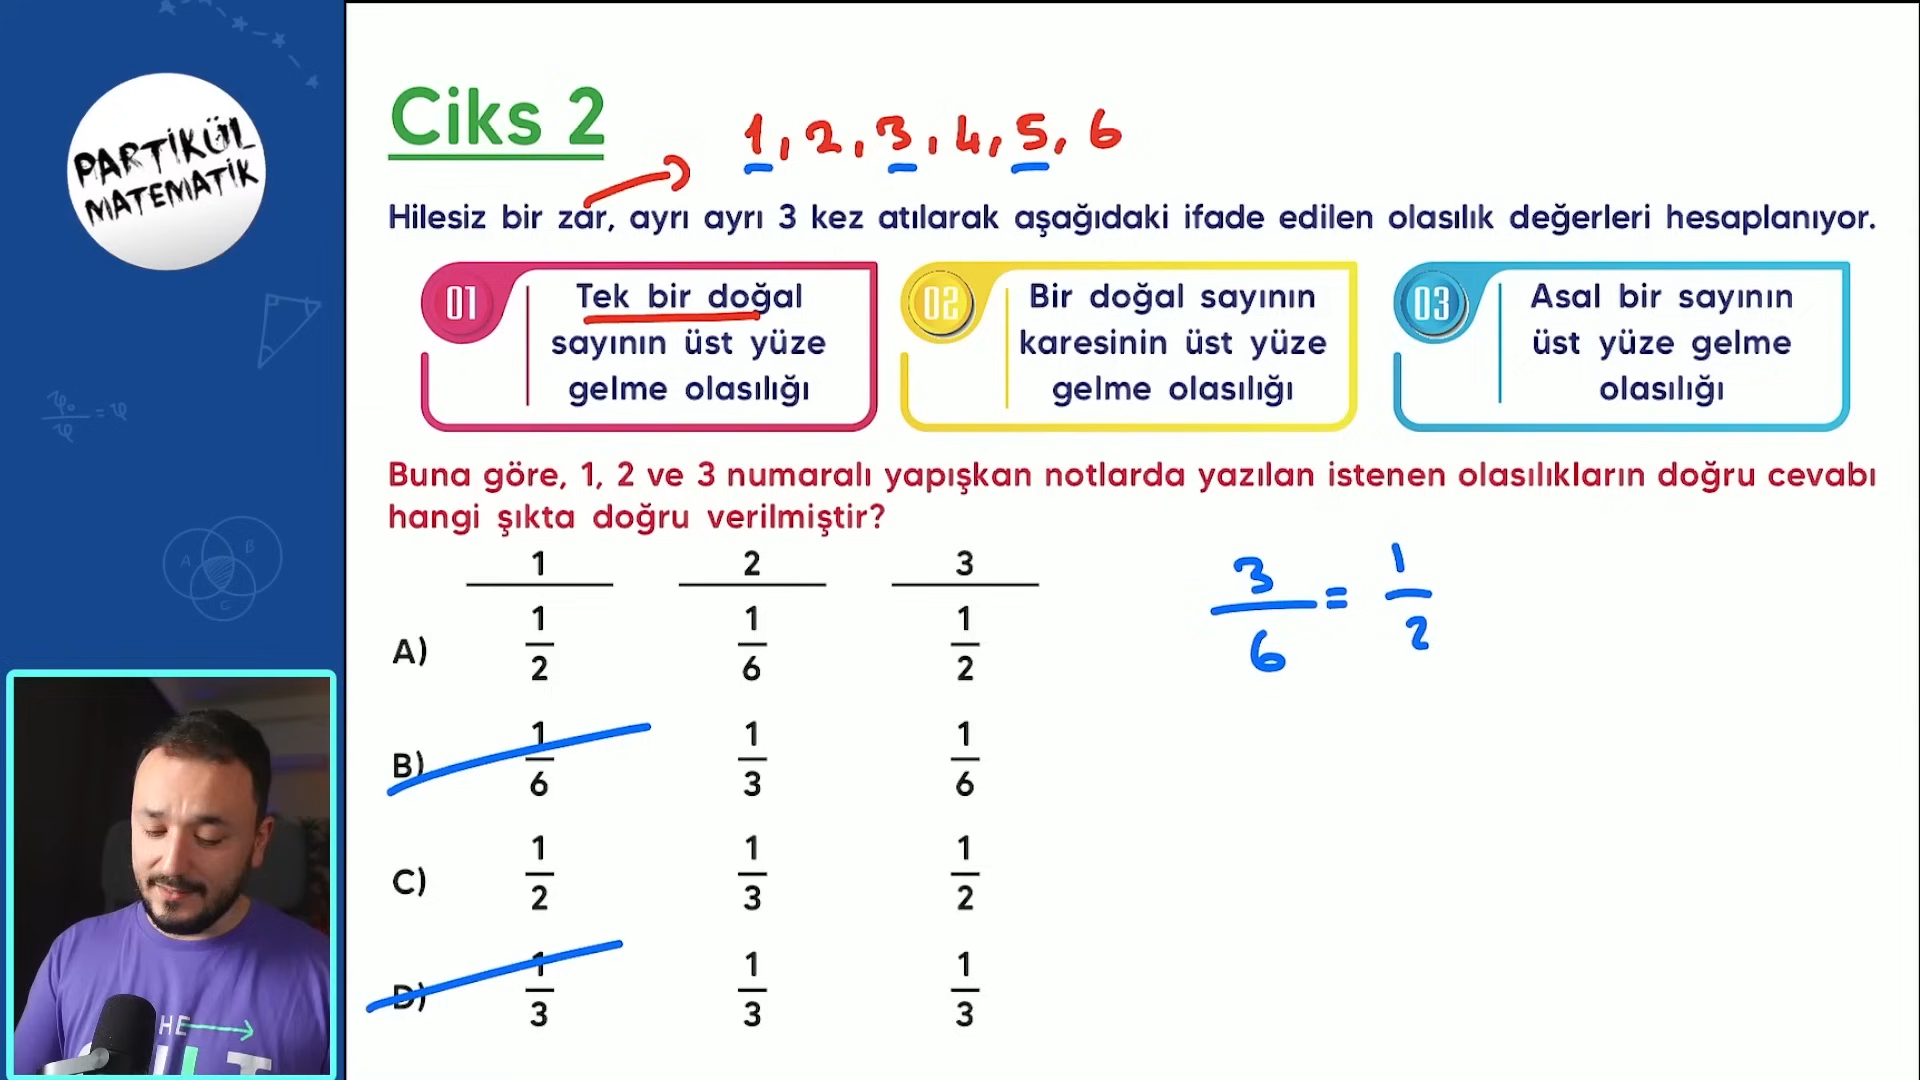 PARTİKÜL
MATEMATİK
Ciks 2
1, 2, 3, 4, 5, 6
Hilesiz bir zar, ayrı ayrı 3 kez atılarak aşağıdaki ifade edilen olasılık değerleri hesaplanıyor.
01
Tek bir doğal
sayının üst yüze
gelme olasılığı
02
Bir doğal sayının
karesinin üst yüze
gelme olasılığı
03
Asal bir sayının
üst yüze gelme
olasılığı
Buna göre, 1, 2 ve 3 numaralı yapışkan notlarda yazılan istenen olasılıkların doğru cevabı
hangi şıkta doğru verilmiştir?
1 2 3
A) 1/2 1/6 1/2
B) 1/6 1/3 1/6
C) 1/2 1/3 1/2
D) 1/3 1/3 1/3
3/6 = 1/2
A B
C
HE